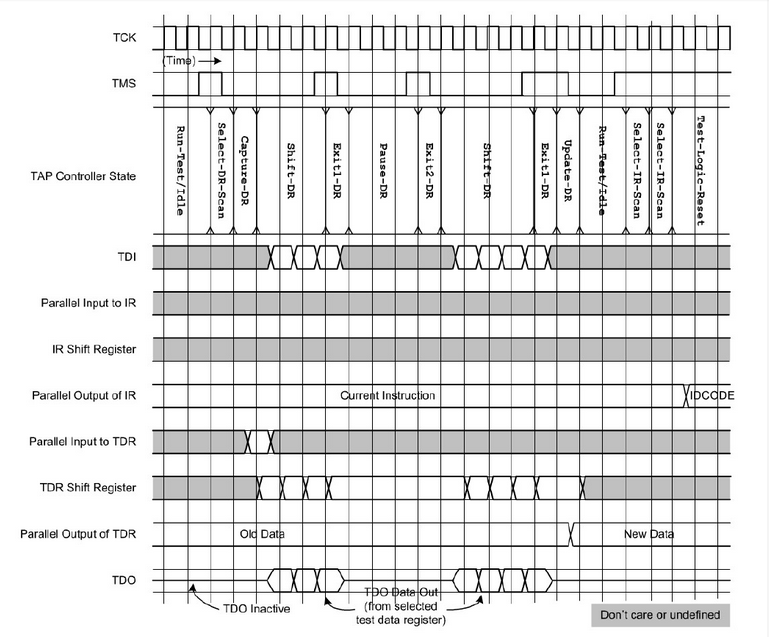 TCK
(Time)
TMS
TAP Controller State
Run-Test/Idle
Select-DR-Scan
Capture-DR
Shift-DR
Exit1-DR
Pause-DR
Exit2-DR
Shift-DR
Exit1-DR
Update-DR
Run-Test/Idle
Select-IR-Scan
Select-IR-Scan
Test-Logic-Reset
TDI
Parallel Input to IR
IR Shift Register
Parallel Output of IR
Current Instruction
IDCODE
Parallel Input to TDR
TDR Shift Register
Parallel Output of TDR
Old Data
New Data
TDO
TDO Inactive
TDO Data Out
(from selected
test data register)
Don't care or undefined